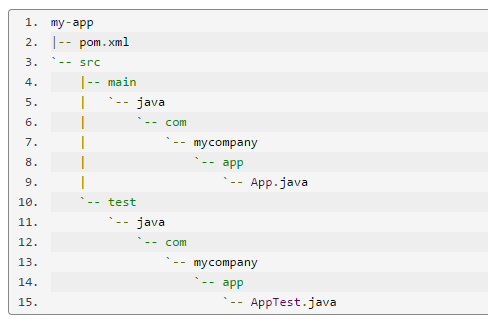 1. my-app
2. |-- pom.xml
3. `-- src
4.     |-- main
5.     |   `-- java
6.     |       `-- com
7.     |           `-- mycompany
8.     |               `-- app
9.     |                   `-- App.java
10.     `-- test
11.         `-- java
12.             `-- com
13.                 `-- mycompany
14.                     `-- app
15.                         `-- AppTest.java